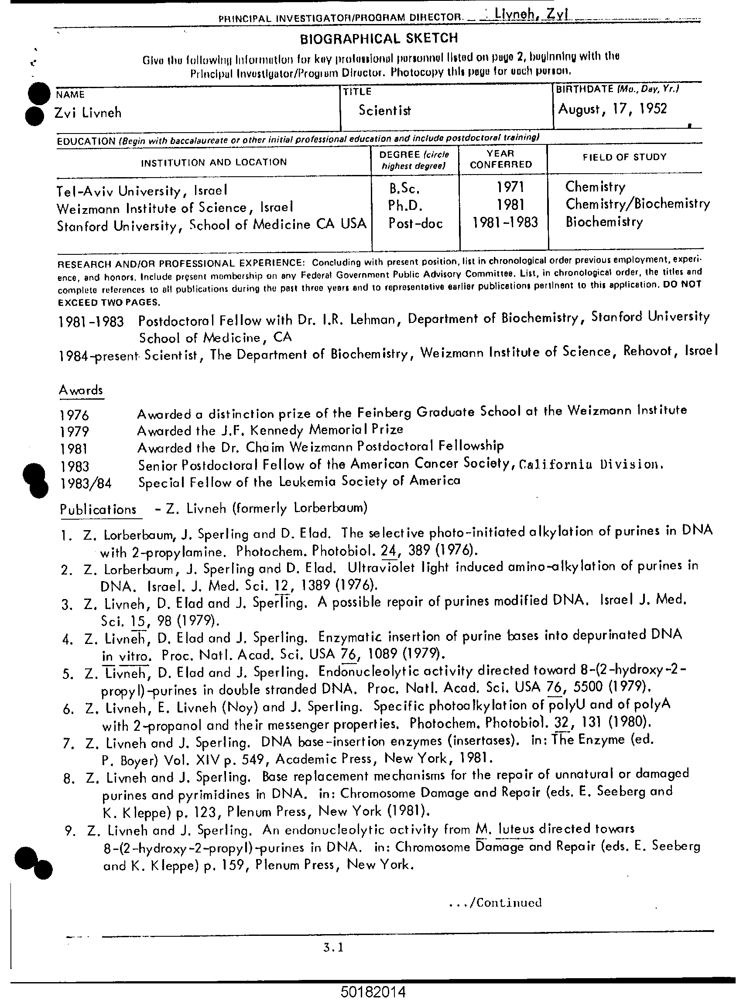 PRINCIPAL INVESTIGATOR/PROGRAM DIRECTOR Livneh, Zvi
BIOGRAPHICAL SKETCH
Give the following information for key professional personnel listed on page 2, beginning with the
Principal Investigator/Program Director. Photocopy this page for each person.
NAME TITLE BIRTHDATE (Mo., Day, Yr.)
Zvi Livneh Scientist August, 17, 1952
EDUCATION (Begin with baccalaureate or other initial professional education and include postdoctoral training)
INSTITUTION AND LOCATION DEGREE (circle highest degree) YEAR CONFERRED FIELD OF STUDY
Tel-Aviv University, Israel B.Sc. 1971 Chemistry
Weizmann Institute of Science, Israel Ph.D. 1981 Chemistry/Biochemistry
Stanford University, School of Medicine CA USA Post-doc 1981-1983 Biochemistry
RESEARCH AND/OR PROFESSIONAL EXPERIENCE: Concluding with present position, list in chronological order previous employment, experi-
ence, and honors. Include present membership on any Federal Government Public Advisory Committee. List, in chronological order, the titles and
complete references to all publications during the past three years and to representative earlier publications pertinent to this application. DO NOT
EXCEED TWO PAGES.
1981-1983 Postdoctoral Fellow with Dr. I.R. Lehman, Department of Biochemistry, Stanford University
School of Medicine, CA
1984-present Scientist, The Department of Biochemistry, Weizmann Institute of Science, Rehovot, Israel
Awards
1976 Awarded a distinction prize of the Feinberg Graduate School at the Weizmann Institute
1979 Awarded the J.F. Kennedy Memorial Prize
1981 Awarded the Dr. Chaim Weizmann Postdoctoral Fellowship
1983 Senior Postdoctoral Fellow of the American Cancer Society, California Division.
1983/84 Special Fellow of the Leukemia Society of America
Publications - Z. Livneh (formerly Lorberbaum)
1. Z. Lorberbaum, J. Sperling and D. Elad. The selective photo-initiated alkylation of purines in DNA
with 2-propylamine. Photochem. Photobiol. 24, 389 (1976).
2. Z. Lorberbaum, J. Sperling and D. Elad. Ultraviolet light induced amino-alkylation of purines in
DNA. Israel. J. Med. Sci. 12, 1389 (1976).
3. Z. Livneh, D. Elad and J. Sperling. A possible repair of purines modified DNA. Israel J. Med.
Sci. 15, 98 (1979).
4. Z. Livneh, D. Elad and J. Sperling. Enzymatic insertion of purine bases into depurinated DNA
in vitro. Proc. Natl. Acad. Sci. USA 76, 1089 (1979).
5. Z. Livneh, D. Elad and J. Sperling. Endonucleolytic activity directed toward 8-(2-hydroxy-2-
propyl)-purines in double stranded DNA. Proc. Natl. Acad. Sci. USA 76, 5500 (1979).
6. Z. Livneh, E. Livneh (Noy) and J. Sperling. Specific photoalkylation of polyU and of polyA
with 2-propanol and their messenger properties. Photochem. Photobiol. 32, 131 (1980).
7. Z. Livneh and J. Sperling. DNA base-insertion enzymes (insertases). in: The Enzyme (ed.
P. Boyer) Vol. XIV p. 549, Academic Press, New York, 1981.
8. Z. Livneh and J. Sperling. Base replacement mechanisms for the repair of unnatural or damaged
purines and pyrimidines in DNA. in: Chromosome Damage and Repair (eds. E. Seeberg and
K. Kleppe) p. 123, Plenum Press, New York (1981).
9. Z. Livneh and J. Sperling. An endonucleolytic activity from M. luteus directed towars
8-(2-hydroxy-2-propyl)-purines in DNA. in: Chromosome Damage and Repair (eds. E. Seeberg
and K. Kleppe) p. 159, Plenum Press, New York.
.../Continued
3.1
50182014